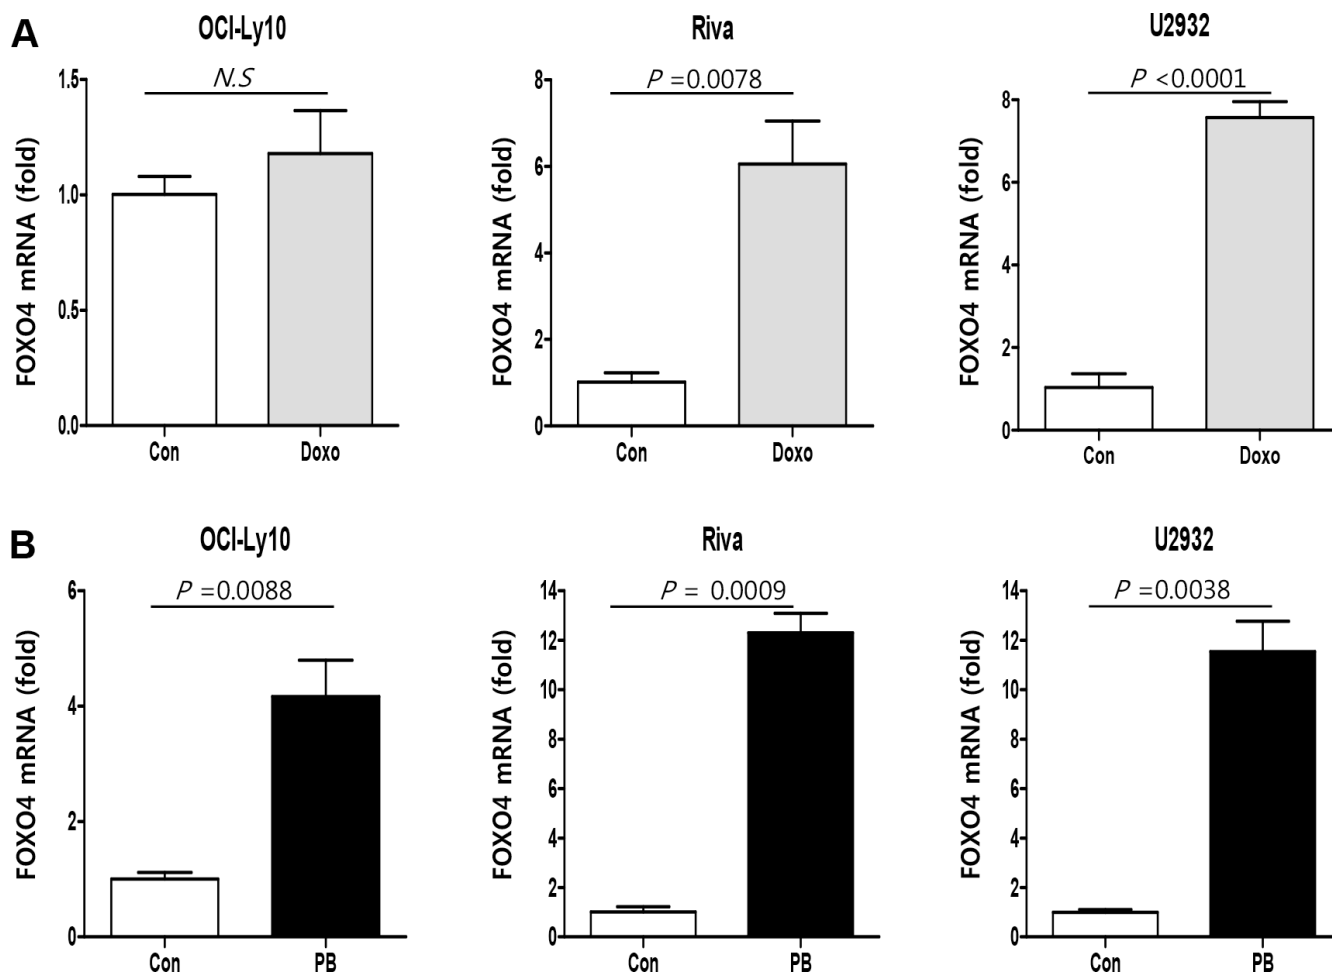 A
OCI-Ly10
N.S
FOXO4 mRNA (fold)
1.5
1.0
0.5
0.0
Con Doxo
Riva
P =0.0078
FOXO4 mRNA (fold)
8
6
4
2
0
Con Doxo
U2932
P <0.0001
FOXO4 mRNA (fold)
8
6
4
2
0
Con Doxo
B
OCI-Ly10
P =0.0088
FOXO4 mRNA (fold)
6
4
2
0
Con PB
Riva
P = 0.0009
FOXO4 mRNA (fold)
14
12
10
8
6
4
2
0
Con PB
U2932
P =0.0038
FOXO4 mRNA (fold)
14
12
10
8
6
4
2
0
Con PB